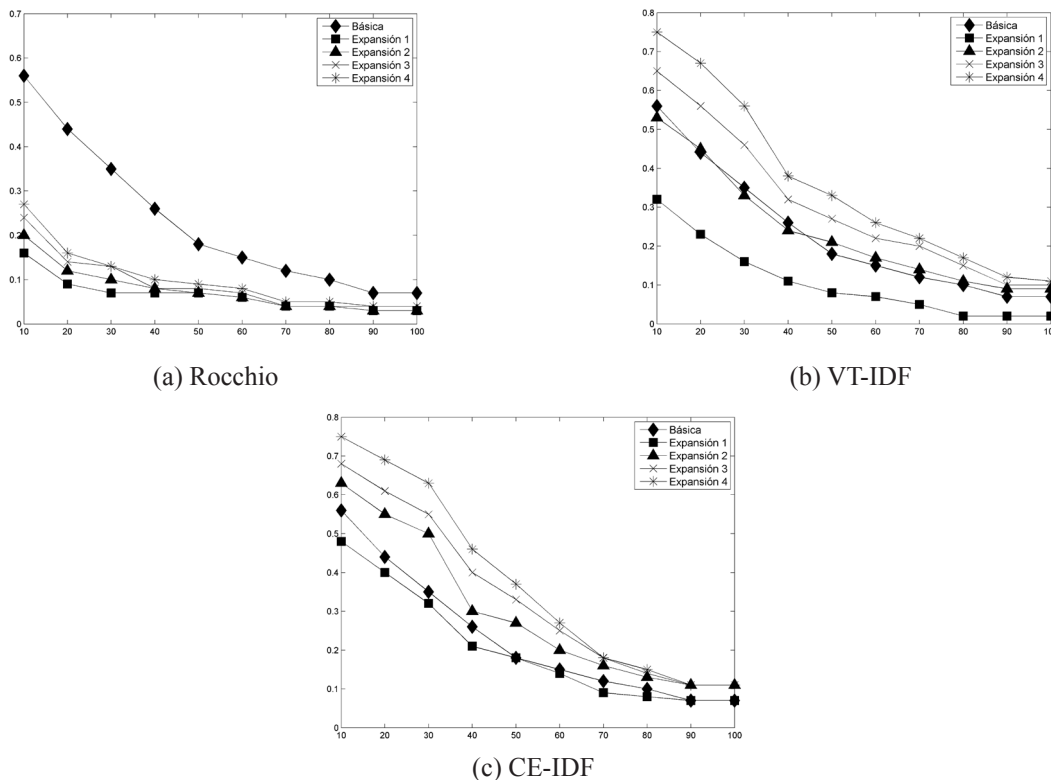 0.7
0.6
0.5
0.4
0.3
0.2
0.1
0
10 20 30 40 50 60 70 80 90 100
Básica
Expansión 1
Expansión 2
Expansión 3
Expansión 4
(a) Rocchio
0.8
0.7
0.6
0.5
0.4
0.3
0.2
0.1
0
10 20 30 40 50 60 70 80 90 100
Básica
Expansión 1
Expansión 2
Expansión 3
Expansión 4
(b) VT-IDF
0.8
0.7
0.6
0.5
0.4
0.3
0.2
0.1
0
10 20 30 40 50 60 70 80 90 100
Básica
Expansión 1
Expansión 2
Expansión 3
Expansión 4
(c) CE-IDF